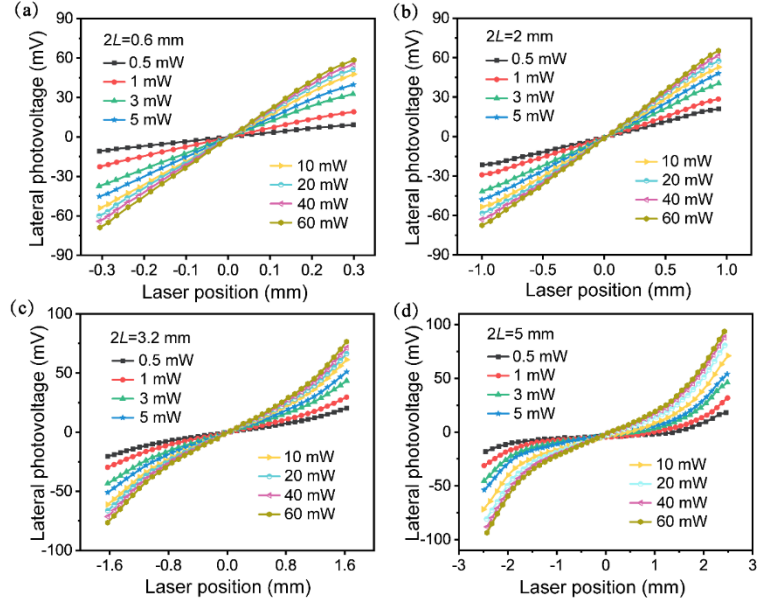 (a)
2L=0.6 mm
0.5 mW
1 mW
3 mW
5 mW
10 mW
20 mW
40 mW
60 mW
90
60
30
0
-30
-60
-90
-0.3 -0.2 -0.1 0.0 0.1 0.2 0.3
Lateral photovoltage (mV)
Laser position (mm)
(b)
2L=2 mm
0.5 mW
1 mW
3 mW
5 mW
10 mW
20 mW
40 mW
60 mW
90
60
30
0
-30
-60
-90
-1.0 -0.5 0.0 0.5 1.0
Lateral photovoltage (mV)
Laser position (mm)
(c)
2L=3.2 mm
0.5 mW
1 mW
3 mW
5 mW
10 mW
20 mW
40 mW
60 mW
100
50
0
-50
-100
-1.6 -0.8 0.0 0.8 1.6
Lateral photovoltage (mV)
Laser position (mm)
(d)
2L=5 mm
0.5 mW
1 mW
3 mW
5 mW
10 mW
20 mW
40 mW
60 mW
100
50
0
-50
-100
-3 -2 -1 0 1 2 3
Lateral photovoltage (mV)
Laser position (mm)